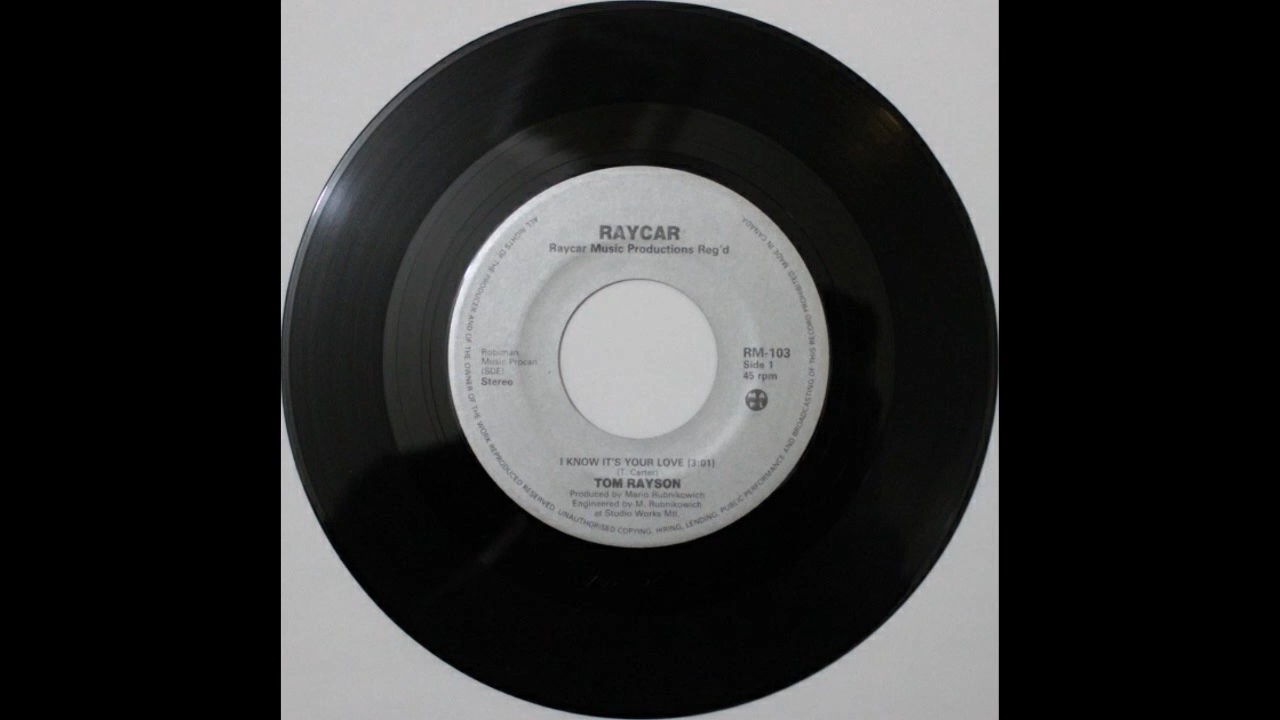 RAYCAR
Raycar Music Productions Reg'd
Robichan
Music Procan
(SDE)
Stereo
RM-103
Side 1
45 rpm
I KNOW IT'S YOUR LOVE (3:01)
(T. Carter)
TOM RAYSON
Produced by Mario Rubnikowich
Engineered by M. Rubnikowich
at Studio Works Mtl.
ALL RIGHTS OF THE PRODUCER AND OF THE OWNER OF THE WORK REPRODUCED RESERVED. UNAUTHORISED COPYING, HIRING, LENDING, PUBLIC PERFORMANCE AND BROADCASTING OF THIS RECORD PROHIBITED MADE IN CANADA